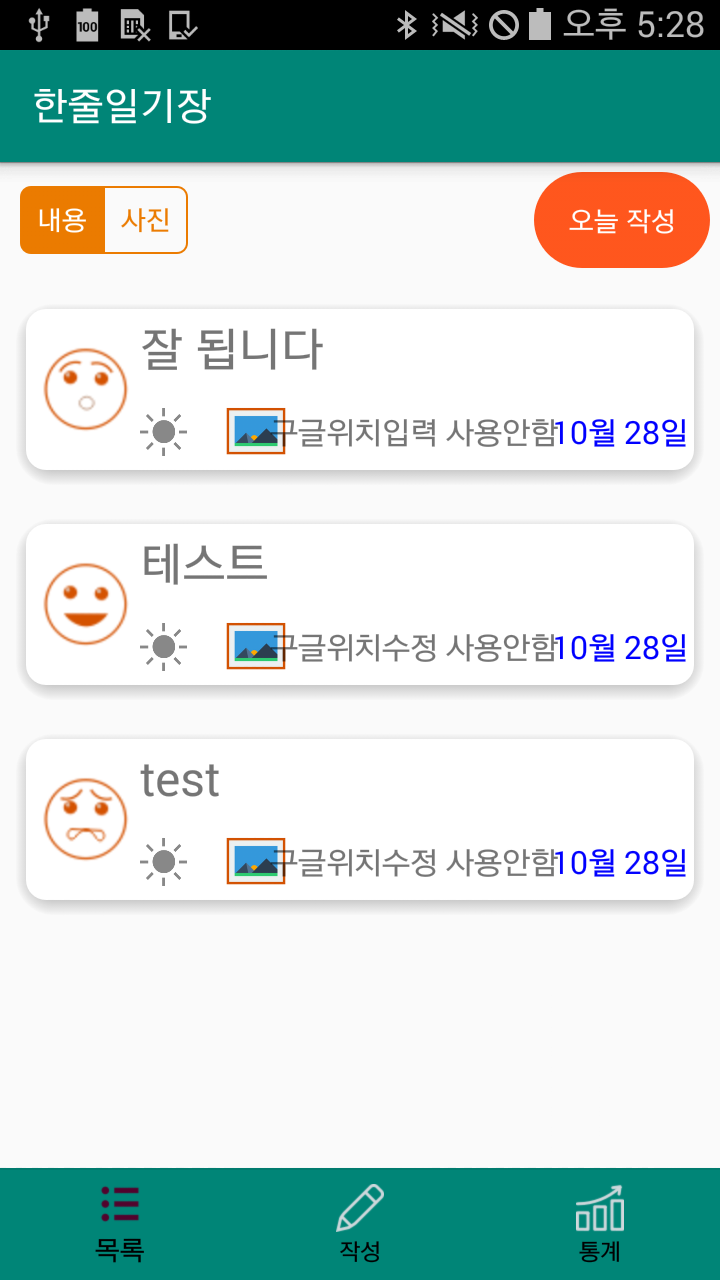 100 오후 5:28
한줄일기장
내용 사진 오늘 작성
잘 됩니다
구글위치입력 사용안함 10월 28일
테스트
구글위치수정 사용안함 10월 28일
test
구글위치수정 사용안함 10월 28일
목록 작성 통계